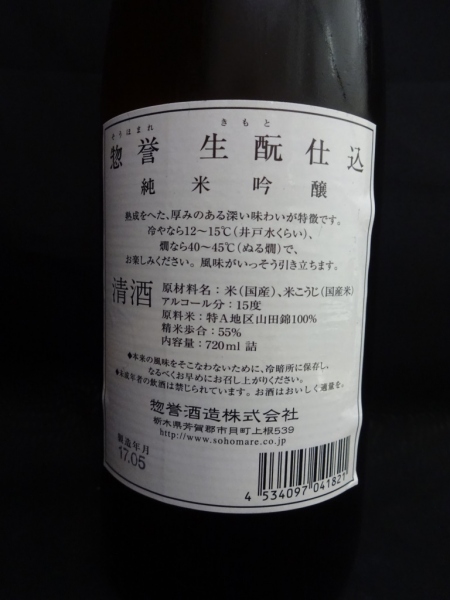 そうほまれ きもと
惣誉 生酛仕込
純米吟醸
熟成をへた、厚みのある深い味わいが特徴です。
冷やなら12~15℃(井戸水くらい)、
燗なら40~45℃(ぬる燗)で、
お楽しみください。風味がいっそう引き立ちます。
清酒
原材料名:米(国産)、米こうじ(国産米)
アルコール分:15度
原料米:特A地区山田錦100%
精米歩合:55%
内容量:720ml 詰
◆本来の風味をそこなわないために、冷暗所に保存し、
なるべくお早めにお召し上がりください。
◆未成年者の飲酒は禁じられています。お酒はおいしく適量を。
惣誉酒造株式会社
栃木県芳賀郡市貝町上根539
http://www.sohomare.co.jp
製造年月
17.05
4 534097 041821